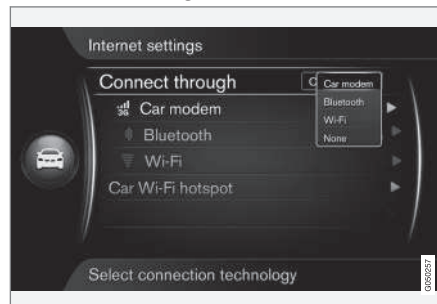 Internet settings
Connect through
Car modem
Bluetooth
Wi-Fi
None
3G Car modem
Bluetooth
Wi-Fi
Car Wi-Fi hotspot
Select connection technology
G050257